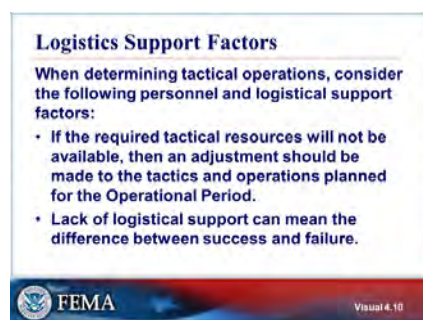 Logistics Support Factors
When determining tactical operations, consider
the following personnel and logistical support
factors:
• If the required tactical resources will not be
available, then an adjustment should be
made to the tactics and operations planned
for the Operational Period.
• Lack of logistical support can mean the
difference between success and failure.
FEMA
Visual 4.10